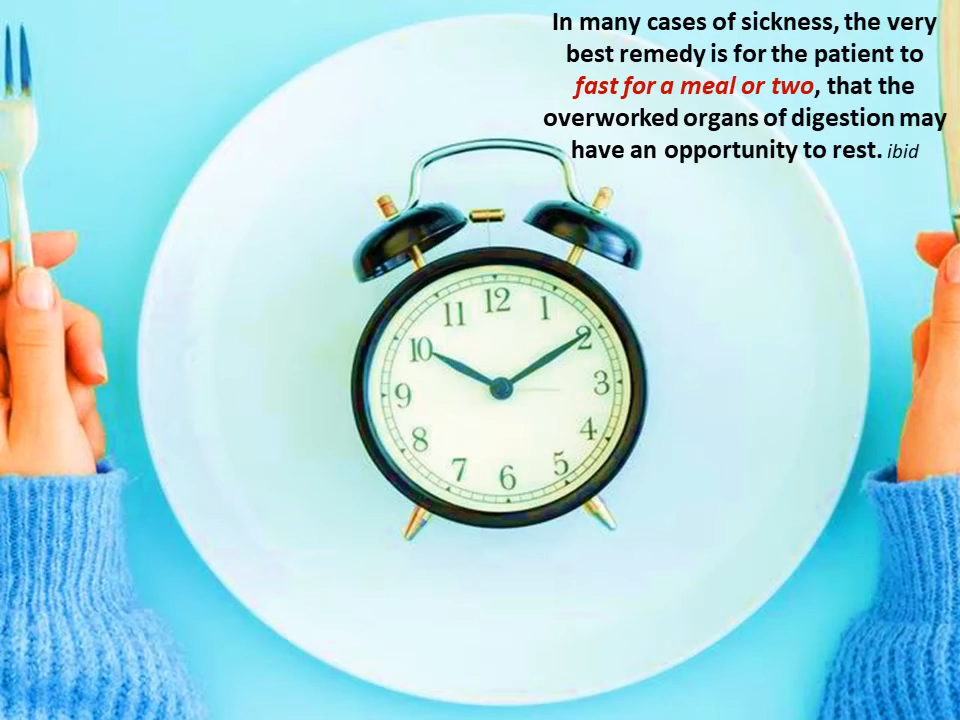 In many cases of sickness, the very
best remedy is for the patient to
fast for a meal or two, that the
overworked organs of digestion may
have an opportunity to rest. ibid
12
11 1
10 2
9 3
8 4
7 5
6